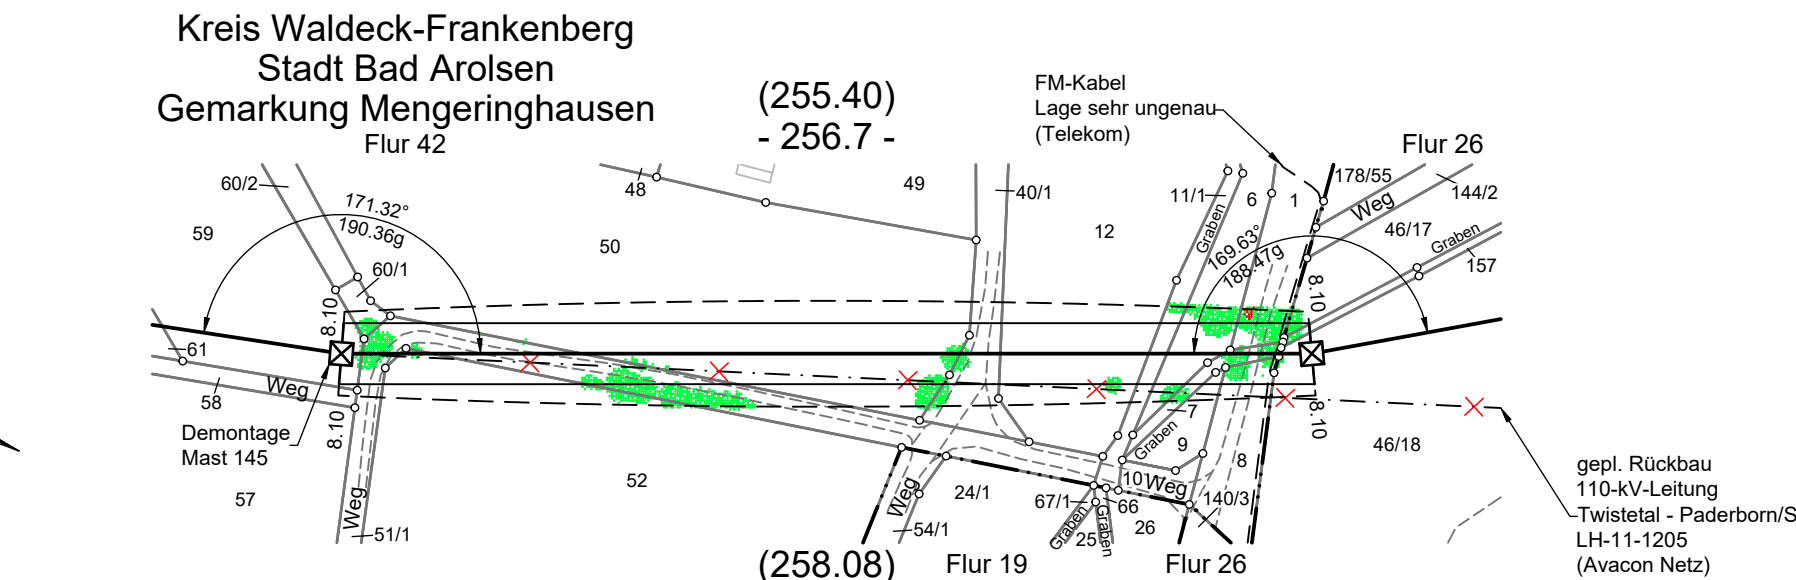 Kreis Waldeck-Frankenberg
Stadt Bad Arolsen
Gemarkung Mengeringhausen
Flur 42
(255.40)
- 256.7 -
FM-Kabel
Lage sehr ungenau
(Telekom)
Flur 26
60/2
171.32°
190.36g
59
60/1
48
49
50
40/1
12
11/1
Graben
6
1
178/55
Weg
144/2
46/17
Graben
157
169.63°
188.47g
8.10
8.10
61
58
Weg
8.10
8.10
Demontage
Mast 145
57
Weg
51/1
52
Weg
54/1
24/1
7
Graben
9
8
10
Weg
67/1
66
140/3
Graben
Graben
25
26
46/18
gepl. Rückbau
110-kV-Leitung
Twistetal - Paderborn/S
LH-11-1205
(Avacon Netz)
(258.08)
Flur 19
Flur 26